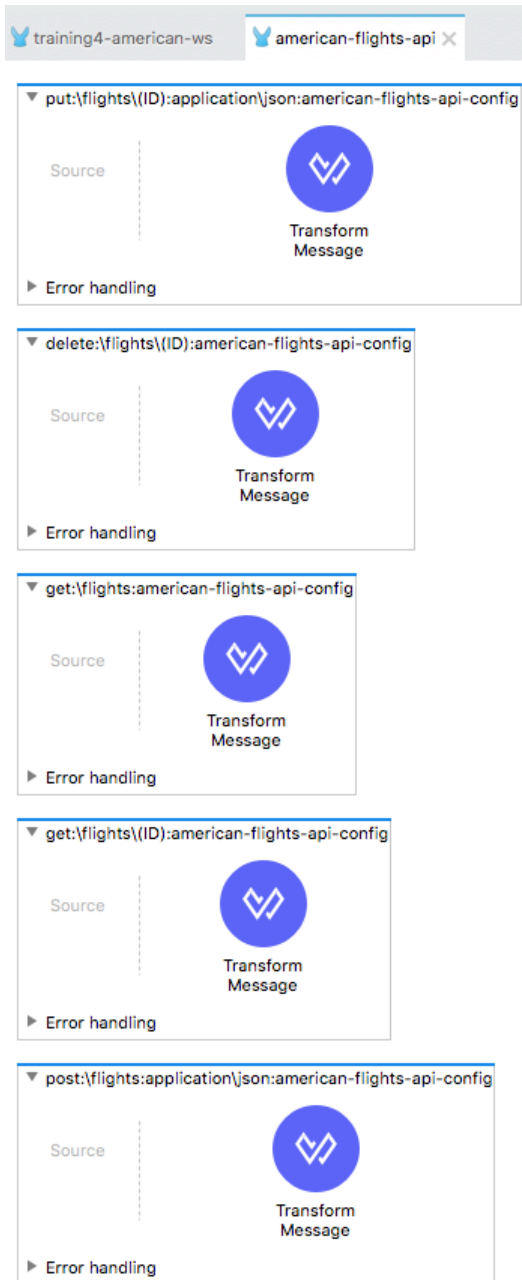 training4-american-ws
american-flights-api
put:\flights\(ID):application\json:american-flights-api-config
Source
Transform
Message
Error handling
delete:\flights\(ID):american-flights-api-config
Source
Transform
Message
Error handling
get:\flights:american-flights-api-config
Source
Transform
Message
Error handling
get:\flights\(ID):american-flights-api-config
Source
Transform
Message
Error handling
post:\flights:application\json:american-flights-api-config
Source
Transform
Message
Error handling